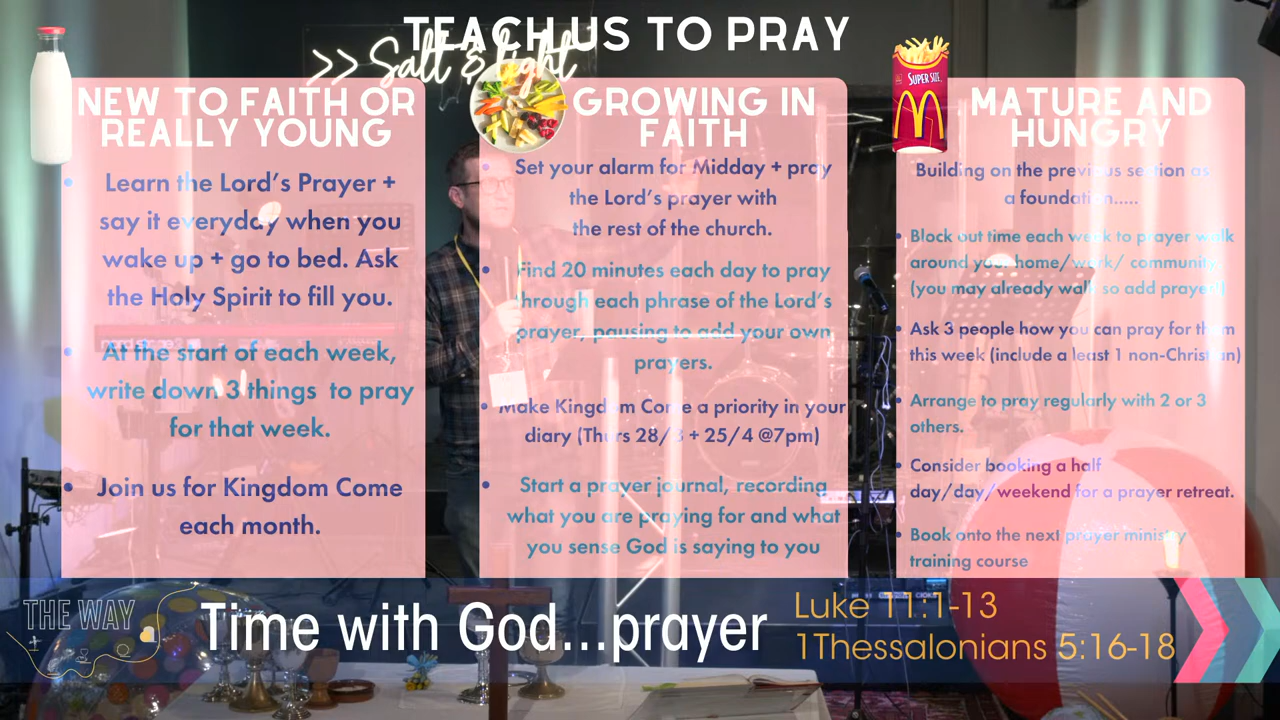 TEACH US TO PRAY
>> Salt & Light
NEW TO FAITH OR
REALLY YOUNG
• Learn the Lord's Prayer +
say it everyday when you
wake up + go to bed. Ask
the Holy Spirit to fill you.
• At the start of each week,
write down 3 things to pray
for that week.
• Join us for Kingdom Come
each month.
GROWING IN
FAITH
• Set your alarm for Midday + pray
the Lord's prayer with
the rest of the church.
• Find 20 minutes each day to pray
through each phrase of the Lord's
prayer, pausing to add your own
prayers.
• Make Kingdom Come a priority in your
diary (Thurs 28/3 + 25/4 @7pm)
• Start a prayer journal, recording
what you are praying for and what
you sense God is saying to you
SUPER SIZE
MATURE AND
HUNGRY
Building on the previous section as
a foundation.....
• Block out time each week to prayer walk
around your home/work/ community
(you may already walk so add prayer!)
• Ask 3 people how you can pray for them
this week (include a least 1 non-Christian)
• Arrange to pray regularly with 2 or 3
others.
• Consider booking a half
day/day/weekend for a prayer retreat.
• Book onto the next prayer ministry
training course
THE WAY
Time with God...prayer
Luke 11:1-13
1Thessalonians 5:16-18